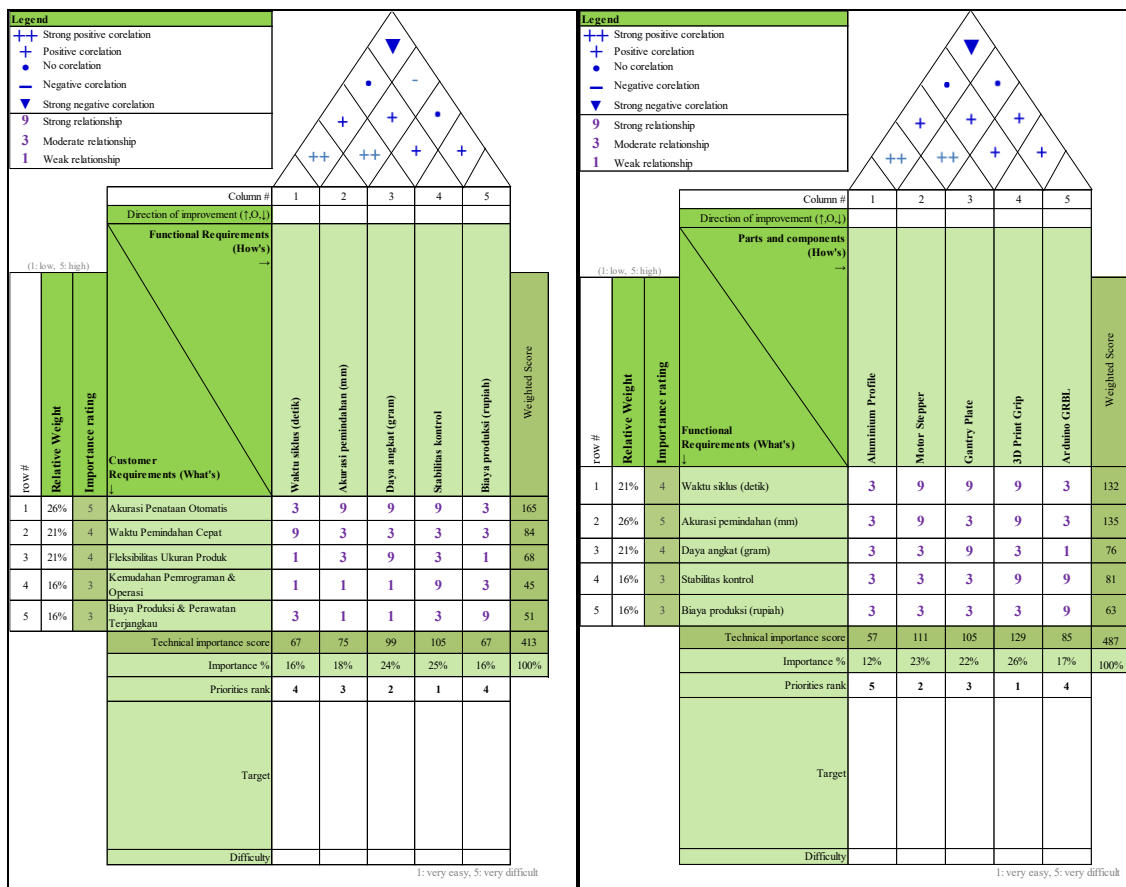 Legend
++ Strong positive corelation
+ Positive corelation
● No corelation
− Negative corelation
▼ Strong negative corelation
9 Strong relationship
3 Moderate relationship
1 Weak relationship
▼
● -
+ + ●
++ ++ + +
Column # 1 2 3 4 5
Direction of improvement (↑,O,↓)
Functional Requirements (How's)
→
(1: low, 5: high)
row #
Relative Weight
Importance rating
Customer Requirements (What's)
↓
Waktu siklus (detik)
Akurasi pemindahan (mm)
Daya angkat (gram)
Stabilitas kontrol
Biaya produksi (rupiah)
Weighted Score
1 26% 5 Akurasi Penataan Otomatis 3 9 9 9 3 165
2 21% 4 Waktu Pemindahan Cepat 9 3 3 3 3 84
3 21% 4 Fleksibilitas Ukuran Produk 1 3 9 3 1 68
4 16% 3 Kemudahan Pemrograman & Operasi 1 1 1 9 3 45
5 16% 3 Biaya Produksi & Perawatan Terjangkau 3 1 1 3 9 51
Technical importance score 67 75 99 105 67 413
Importance % 16% 18% 24% 25% 16% 100%
Priorities rank 4 3 2 1 4
Target
Difficulty
1: very easy, 5: very difficult
Legend
++ Strong positive corelation
+ Positive corelation
● No corelation
− Negative corelation
▼ Strong negative corelation
9 Strong relationship
3 Moderate relationship
1 Weak relationship
▼
● ●
+ + +
++ ++ + +
Column # 1 2 3 4 5
Direction of improvement (↑,O,↓)
Parts and components (How's)
→
(1: low, 5: high)
row #
Relative Weight
Importance rating
Functional Requirements (What's)
↓
Aluminium Profile
Motor Stepper
Gantry Plate
3D Print Grip
Arduino GRBL
Weighted Score
1 21% 4 Waktu siklus (detik) 3 9 9 9 3 132
2 26% 5 Akurasi pemindahan (mm) 3 9 3 9 3 135
3 21% 4 Daya angkat (gram) 3 3 9 3 1 76
4 16% 3 Stabilitas kontrol 3 3 3 9 9 81
5 16% 3 Biaya produksi (rupiah) 3 3 3 3 9 63
Technical importance score 57 111 105 129 85 487
Importance % 12% 23% 22% 26% 17% 100%
Priorities rank 5 2 3 1 4
Target
Difficulty
1: very easy, 5: very difficult